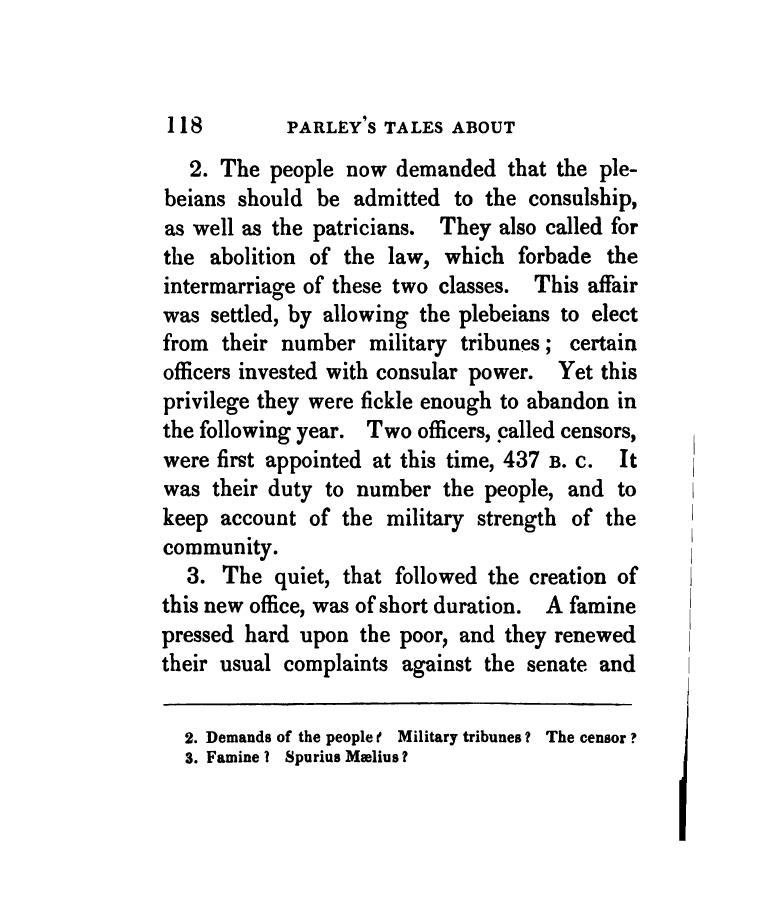 118 PARLEY'S TALES ABOUT
2. The people now demanded that the ple-
beians should be admitted to the consulship,
as well as the patricians. They also called for
the abolition of the law, which forbade the
intermarriage of these two classes. This affair
was settled, by allowing the plebeians to elect
from their number military tribunes; certain
officers invested with consular power. Yet this
privilege they were fickle enough to abandon in
the following year. Two officers, called censors,
were first appointed at this time, 437 B. C. It
was their duty to number the people, and to
keep account of the military strength of the
community.
3. The quiet, that followed the creation of
this new office, was of short duration. A famine
pressed hard upon the poor, and they renewed
their usual complaints against the senate and
2. Demands of the people? Military tribunes? The censor?
3. Famine? Spurius Mælius?